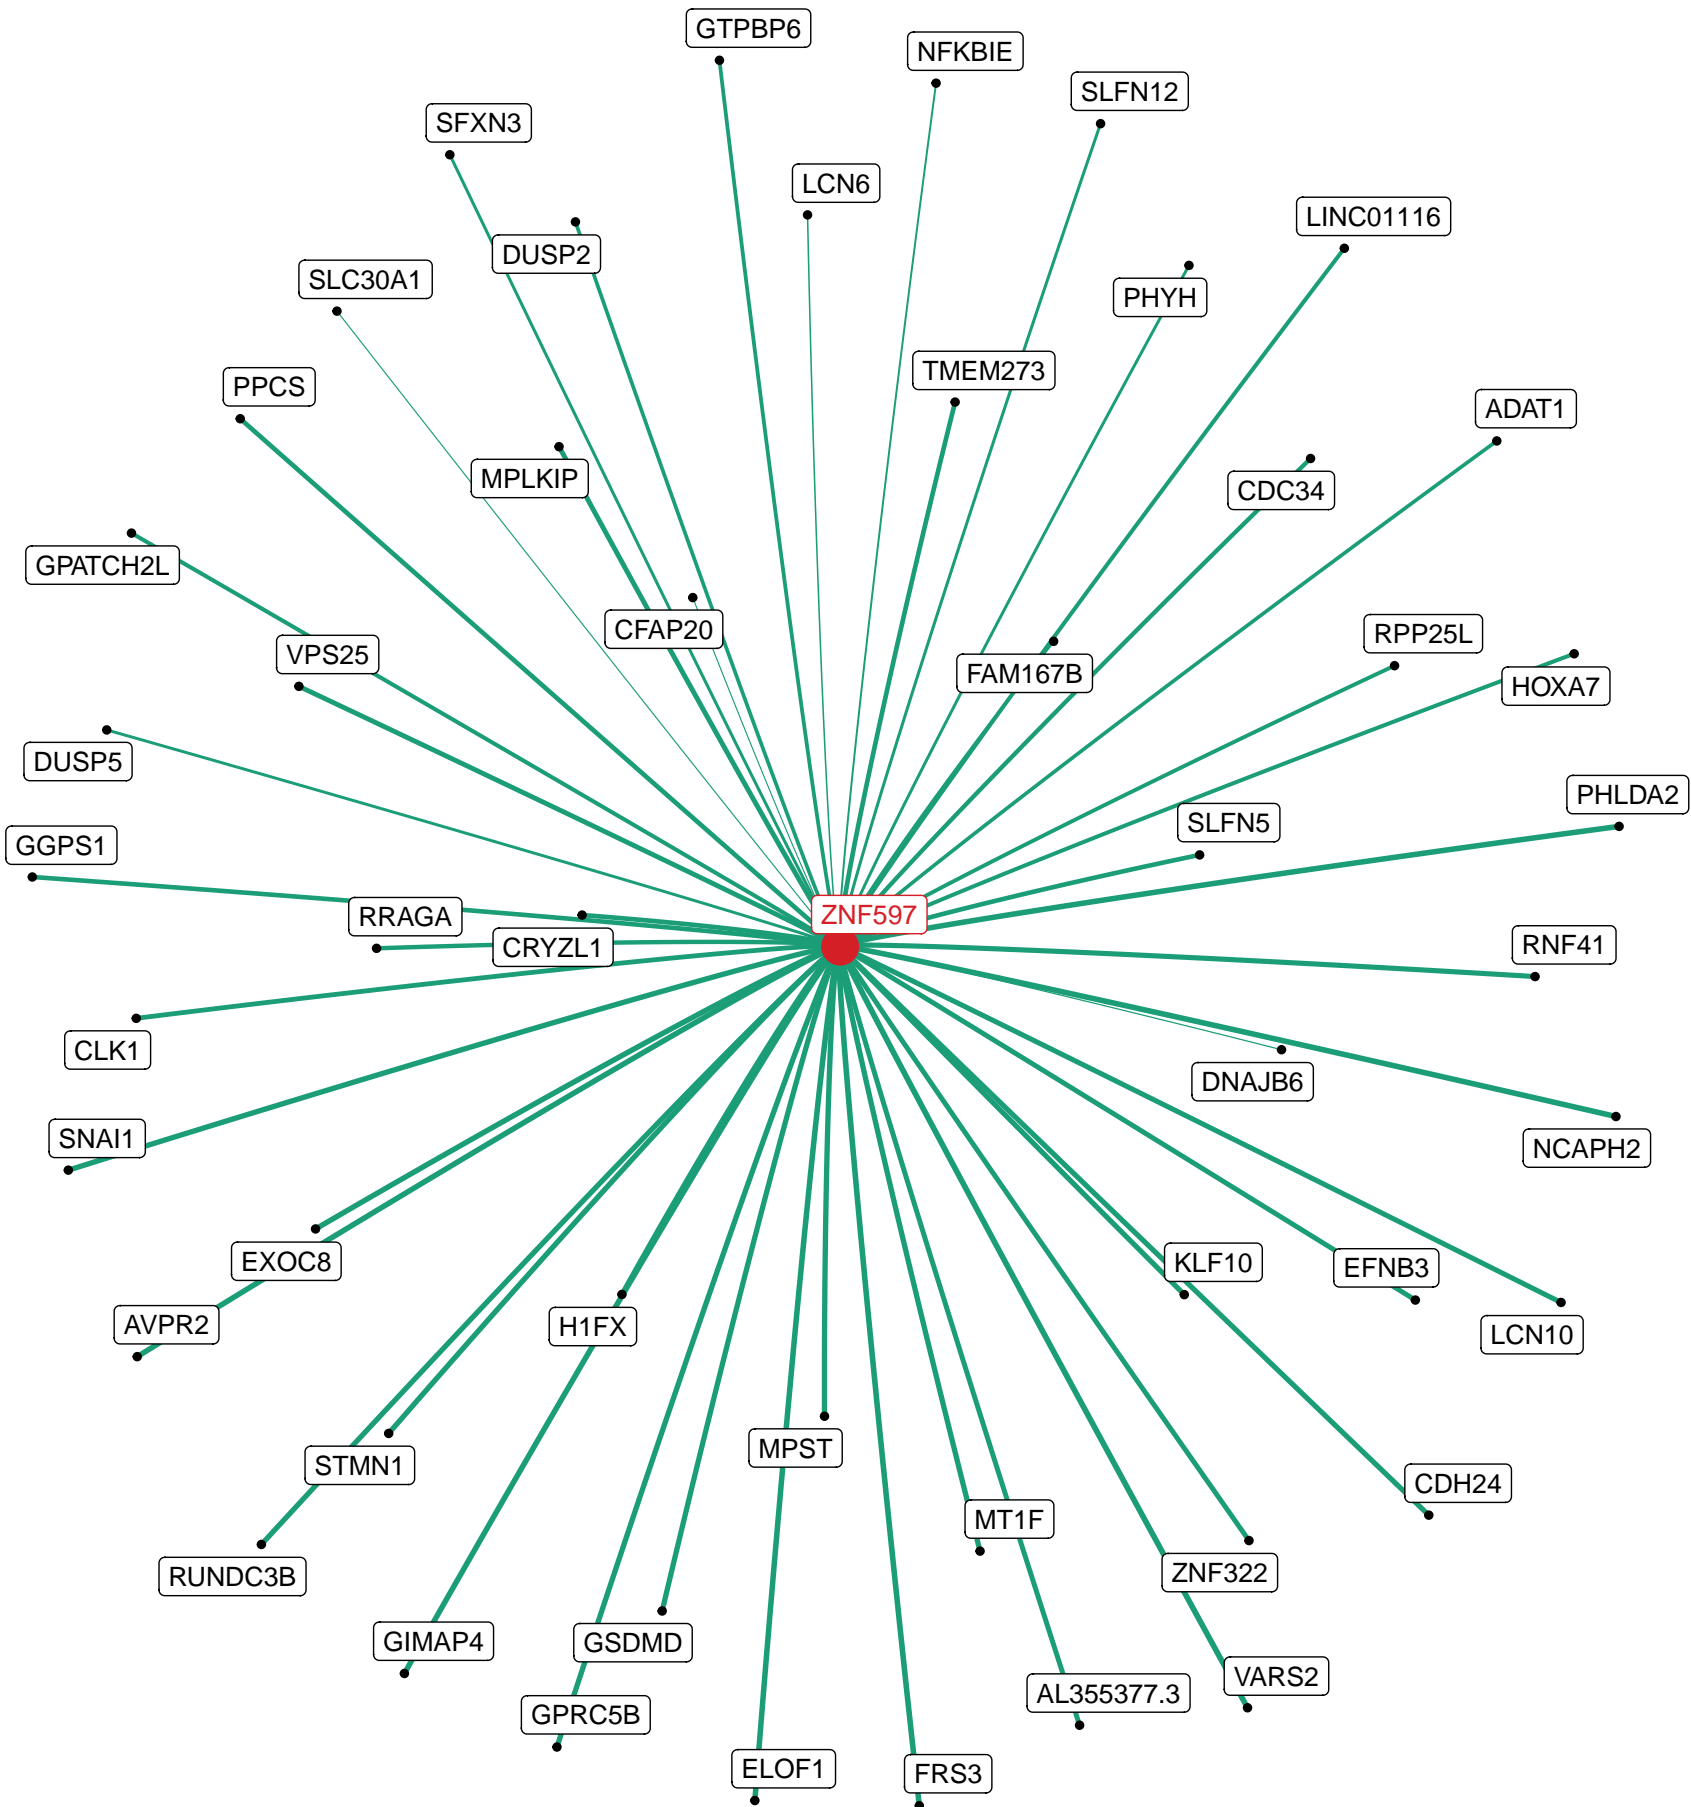 GTPBP6
NFKBIE
SLFN12
SFXN3
LCN6
LINC01116
DUSP2
SLC30A1
PHYH
TMEM273
PPCS
ADAT1
MPLKIP
CDC34
GPATCH2L
CFAP20
RPP25L
VPS25
FAM167B
HOXA7
DUSP5
PHLDA2
SLFN5
GGPS1
ZNF597
RRAGA
RNF41
CRYZL1
CLK1
DNAJB6
SNAI1
NCAPH2
EXOC8
KLF10
EFNB3
AVPR2
H1FX
LCN10
MPST
STMN1
CDH24
MT1F
ZNF322
RUNDC3B
GIMAP4
GSDMD
VARS2
AL355377.3
GPRC5B
ELOF1
FRS3